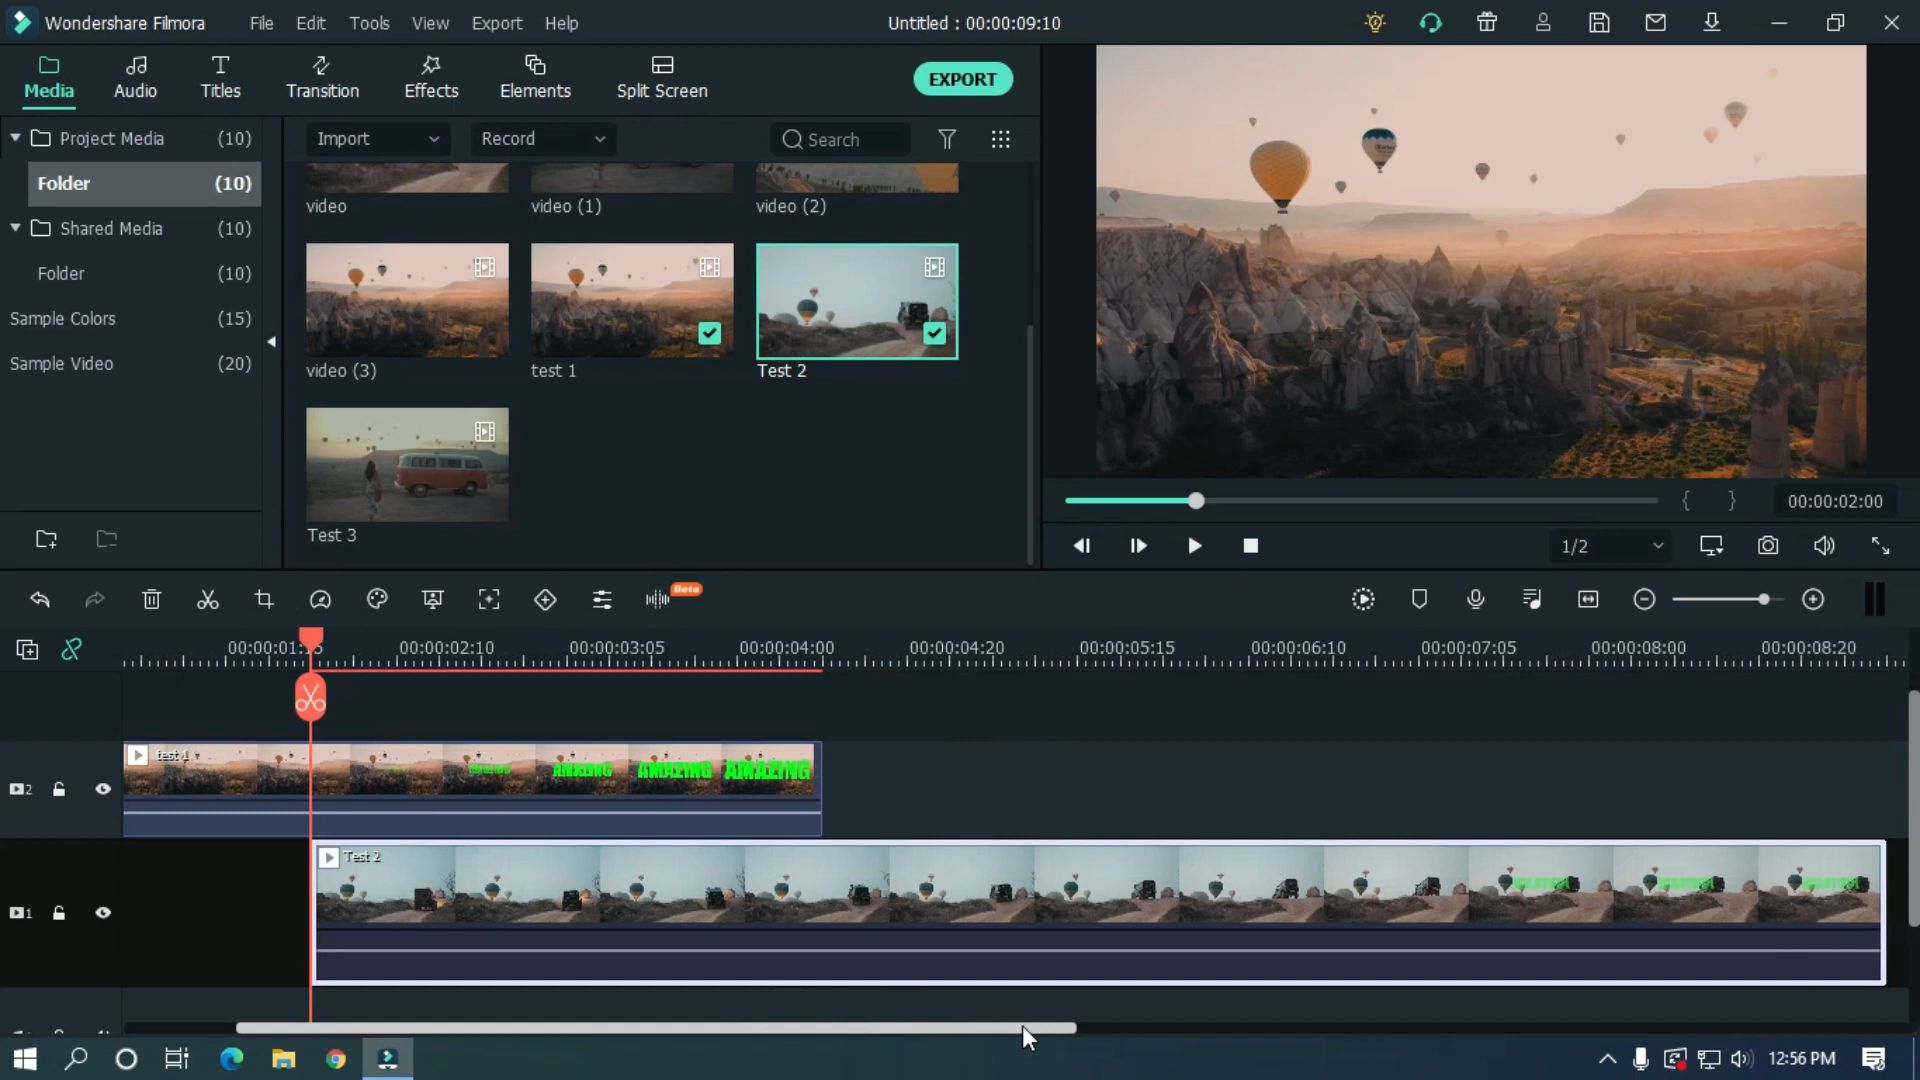 Wondershare Filmora File Edit Tools View Export Help Untitled : 00:00:09:10
Media Audio Titles Transition Effects Elements Split Screen EXPORT
Project Media (10)
Folder (10)
Shared Media (10)
Folder (10)
Sample Colors (15)
Sample Video (20)
Import Record Search
video video (1) video (2)
video (3) test 1 Test 2
Test 3
{ } 00:00:02:00
1/2
Beta
00:00:02:10 00:00:03:05 00:00:04:00 00:00:04:20 00:00:05:15 00:00:06:10 00:00:07:05 00:00:08:00 00:00:08:20
test 1
AMAZING AMAZING AMAZING
2
Test 2
1
12:56 PM